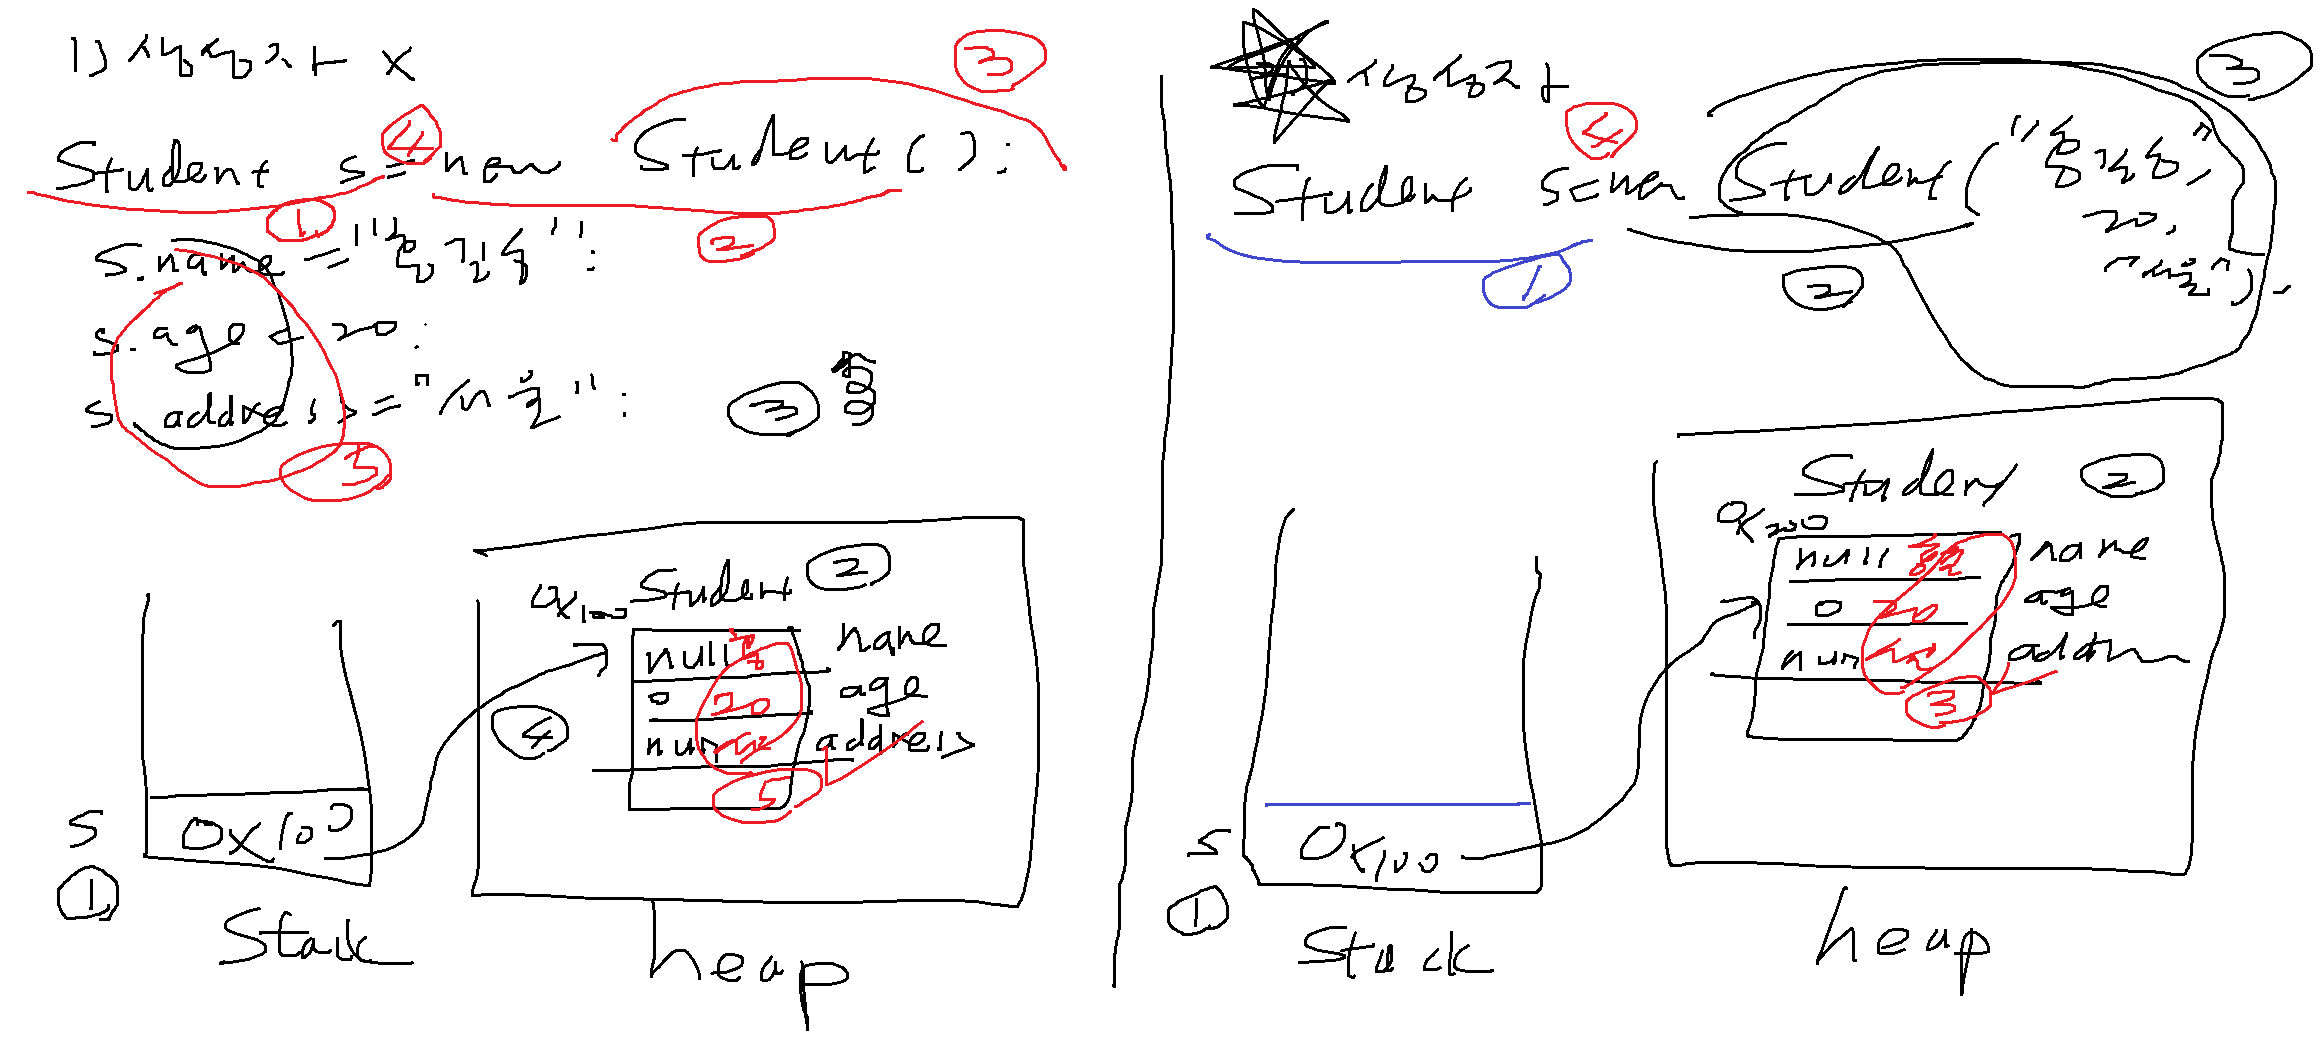 1) 생성자 x
③
④
Student s = new Student();
①
②
s.name = "홍길동";
s.age = 20;
s.address = "서울";
③
5
Student ②
0x100
null 홍 name
0 20 age
null 서울 address
④
5
s 0x100
①
Stack
heap
생성자
③
④
Student s = new Student("홍길동",
20,
"서울");
①
②
Student ②
0x200
null 홍길 name
0 20 age
null 서울
③
s 0x100
①
Stack
heap